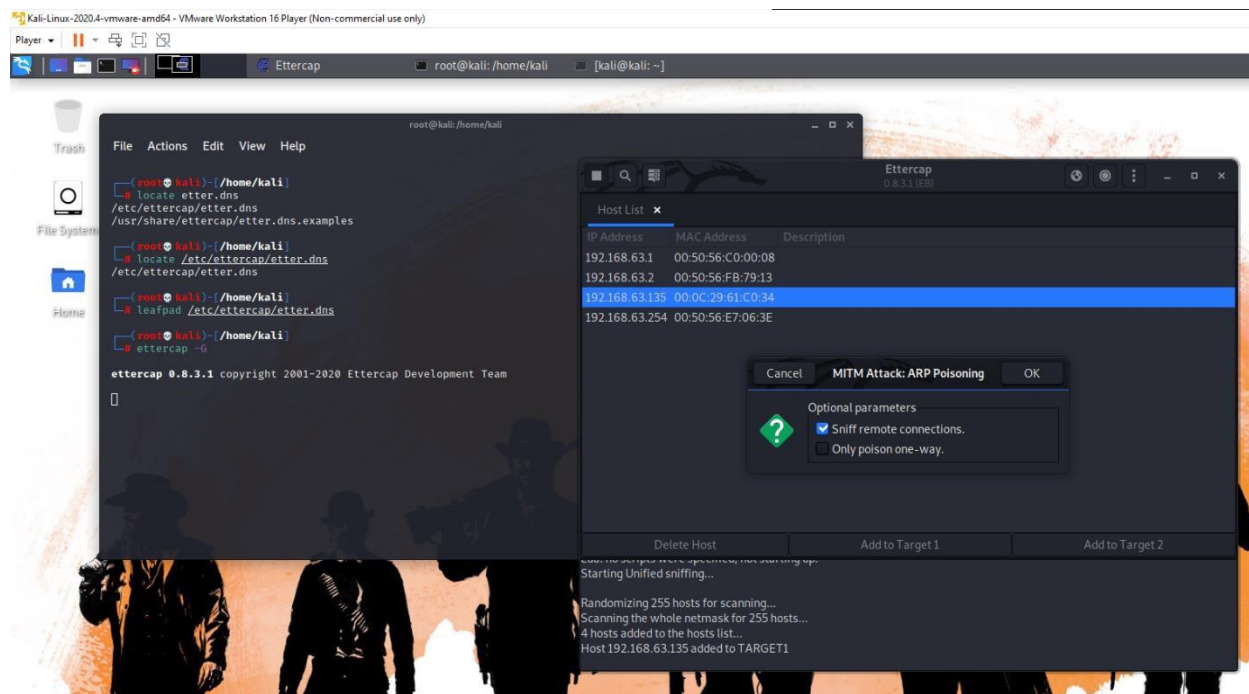 Kali-Linux-2020.4-vmware-amd64 - VMware Workstation 16 Player (Non-commercial use only)
Player
Ettercap
root@kali: /home/kali
[kali@kali: ~]
Trash
File System
Home
root@kali:/home/kali
File Actions Edit View Help
(root💀kali)-[/home/kali]
# locate etter.dns
/etc/ettercap/etter.dns
/usr/share/ettercap/etter.dns.examples
(root💀kali)-[/home/kali]
# locate /etc/ettercap/etter.dns
/etc/ettercap/etter.dns
(root💀kali)-[/home/kali]
# leafpad /etc/ettercap/etter.dns
(root💀kali)-[/home/kali]
# ettercap -G
ettercap 0.8.3.1 copyright 2001-2020 Ettercap Development Team
Ettercap
0.8.3.1 (EB)
Host List ×
IP Address MAC Address Description
192.168.63.1 00:50:56:C0:00:08
192.168.63.2 00:50:56:FB:79:13
192.168.63.135 00:0C:29:61:C0:34
192.168.63.254 00:50:56:E7:06:3E
Cancel MITM Attack: ARP Poisoning OK
Optional parameters
Sniff remote connections.
Only poison one-way.
Delete Host Add to Target 1 Add to Target 2
Lua: no scripts were specified, not starting up!
Starting Unified sniffing...
Randomizing 255 hosts for scanning...
Scanning the whole netmask for 255 hosts...
4 hosts added to the hosts list...
Host 192.168.63.135 added to TARGET1